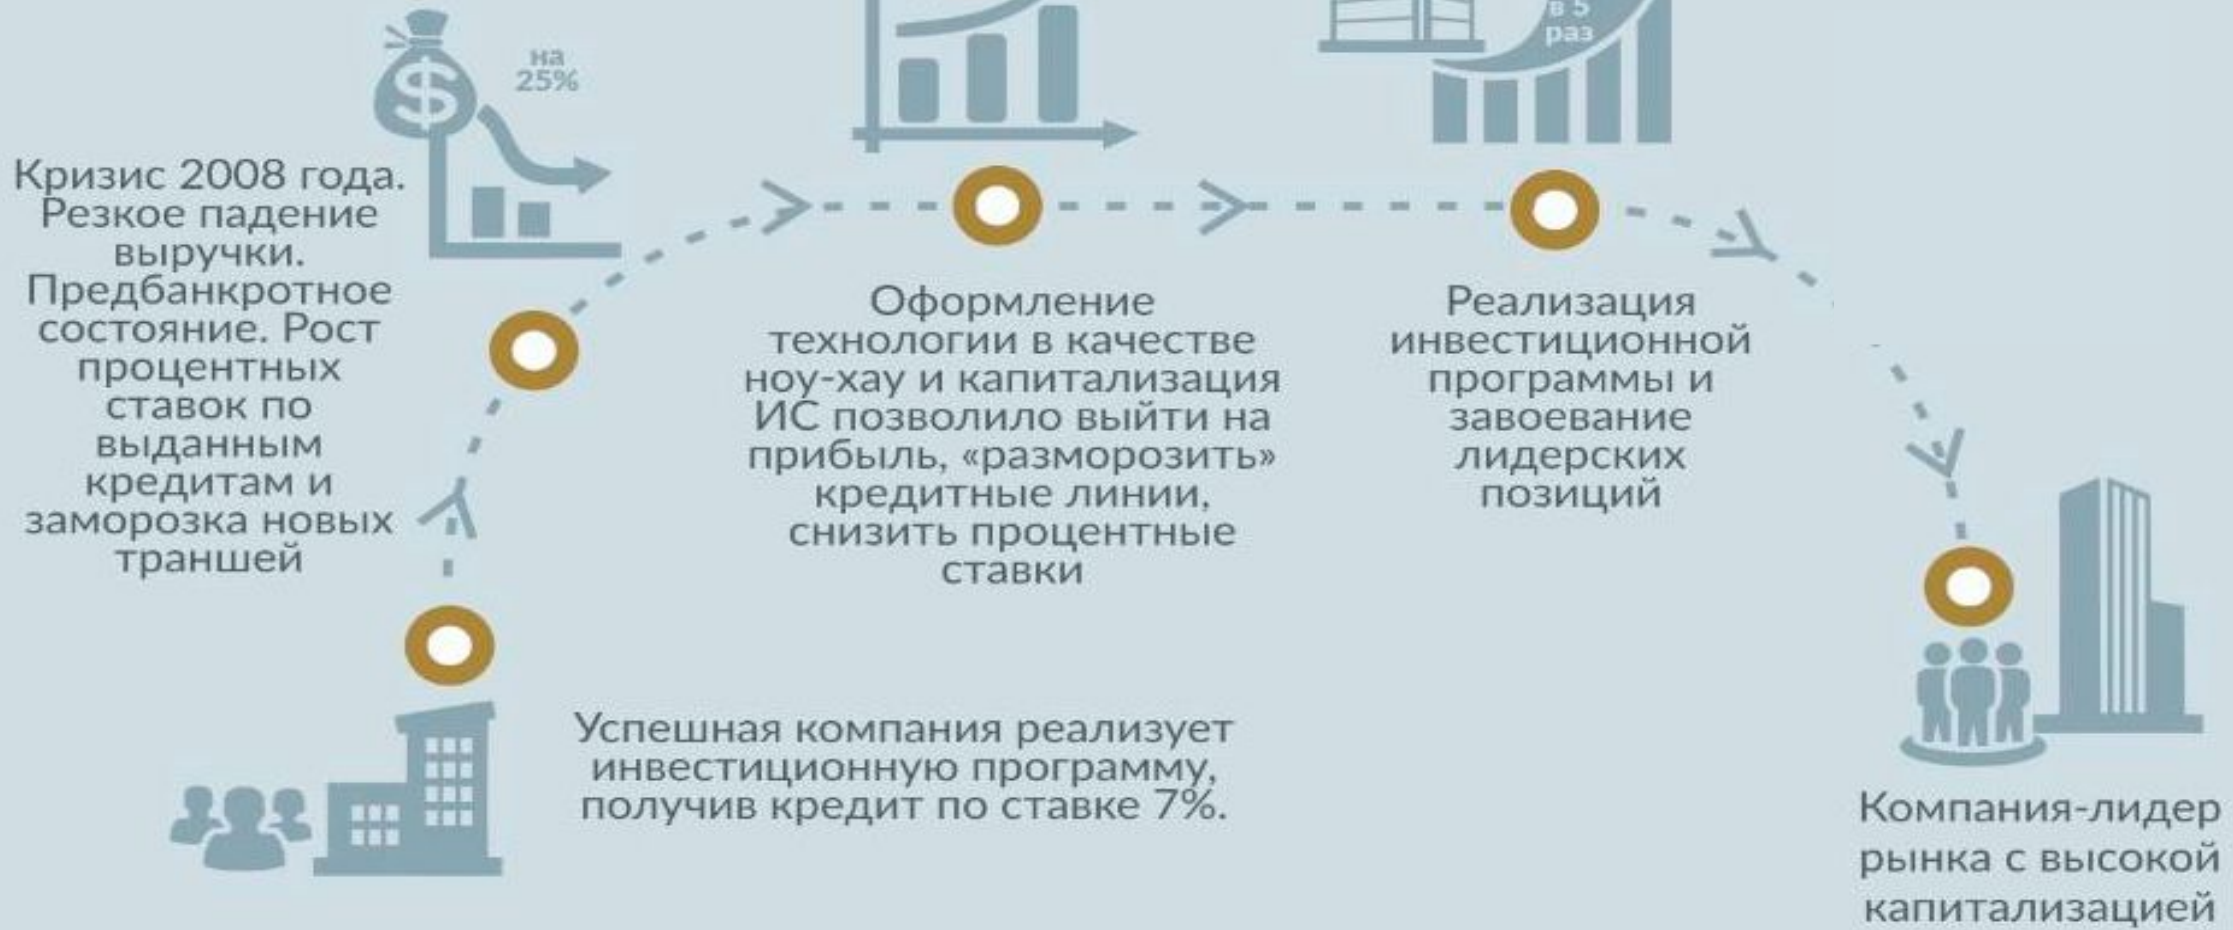 на
25%
в 5
раз
Кризис 2008 года.
Резкое падение
выручки.
Предбанкротное
состояние. Рост
процентных
ставок по
выданным
кредитам и
заморозка новых
траншей
Оформление
технологии в качестве
ноу-хау и капитализация
ИС позволило выйти на
прибыль, «разморозить»
кредитные линии,
снизить процентные
ставки
Реализация
инвестиционной
программы и
завоевание
лидерских
позиций
Успешная компания реализует
инвестиционную программу,
получив кредит по ставке 7%.
Компания-лидер
рынка с высокой
капитализацией